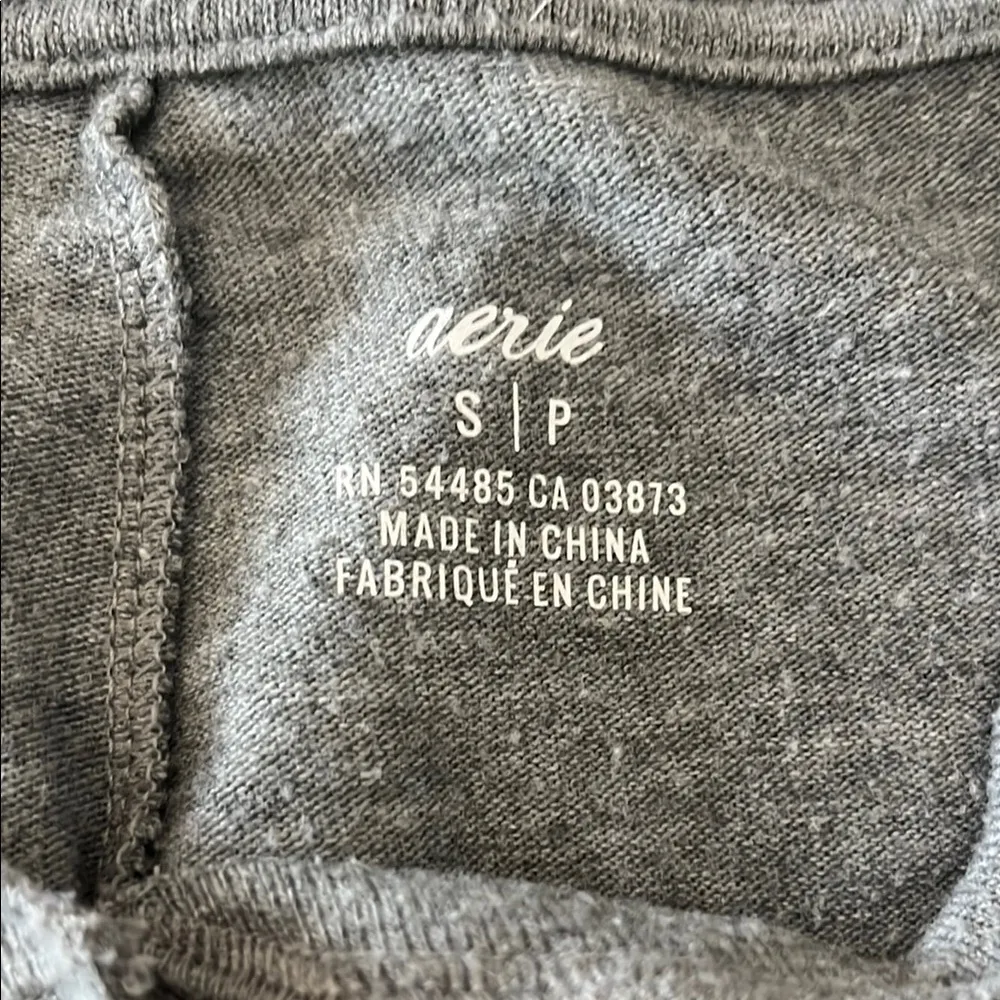 aerie
S | P
RN 54485 CA 03873
MADE IN CHINA
FABRIQUÉ EN CHINE